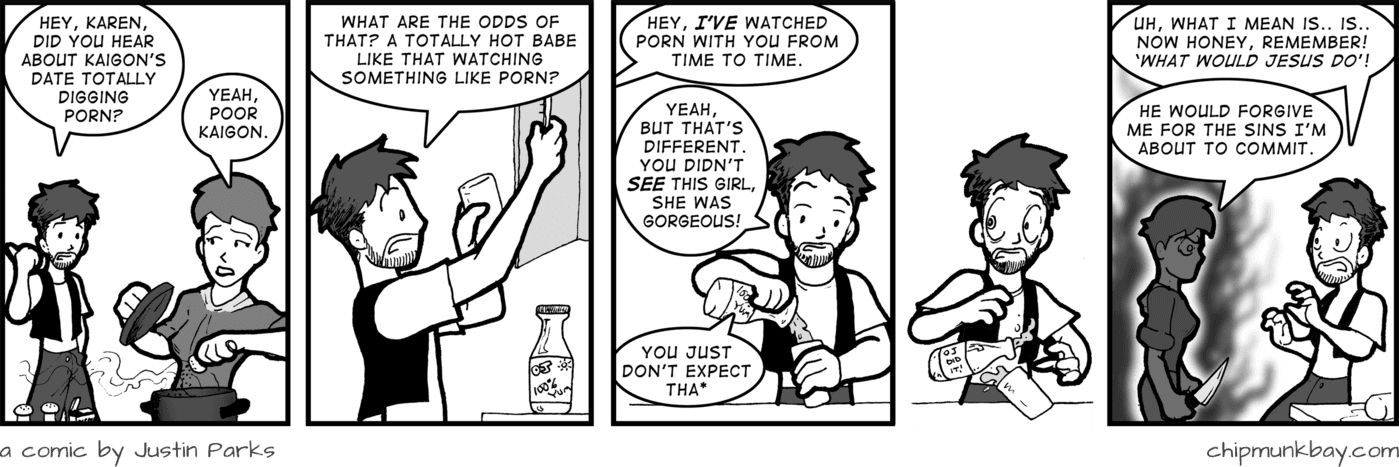 HEY, KAREN,
DID YOU HEAR
ABOUT KAIGON'S
DATE TOTALLY
DIGGING
PORN?
YEAH,
POOR
KAIGON.
WHAT ARE THE ODDS OF
THAT? A TOTALLY HOT BABE
LIKE THAT WATCHING
SOMETHING LIKE PORN?
100%
YUM
HEY, I'VE WATCHED
PORN WITH YOU FROM
TIME TO TIME.
YEAH,
BUT THAT'S
DIFFERENT.
YOU DIDN'T
SEE THIS GIRL,
SHE WAS
GORGEOUS!
YOU JUST
DON'T EXPECT
THA*
OJ
DID
IT!
UH, WHAT I MEAN IS.. IS..
NOW HONEY, REMEMBER!
'WHAT WOULD JESUS DO'!
HE WOULD FORGIVE
ME FOR THE SINS I'M
ABOUT TO COMMIT.
a comic by Justin Parks
chipmunkbay.com